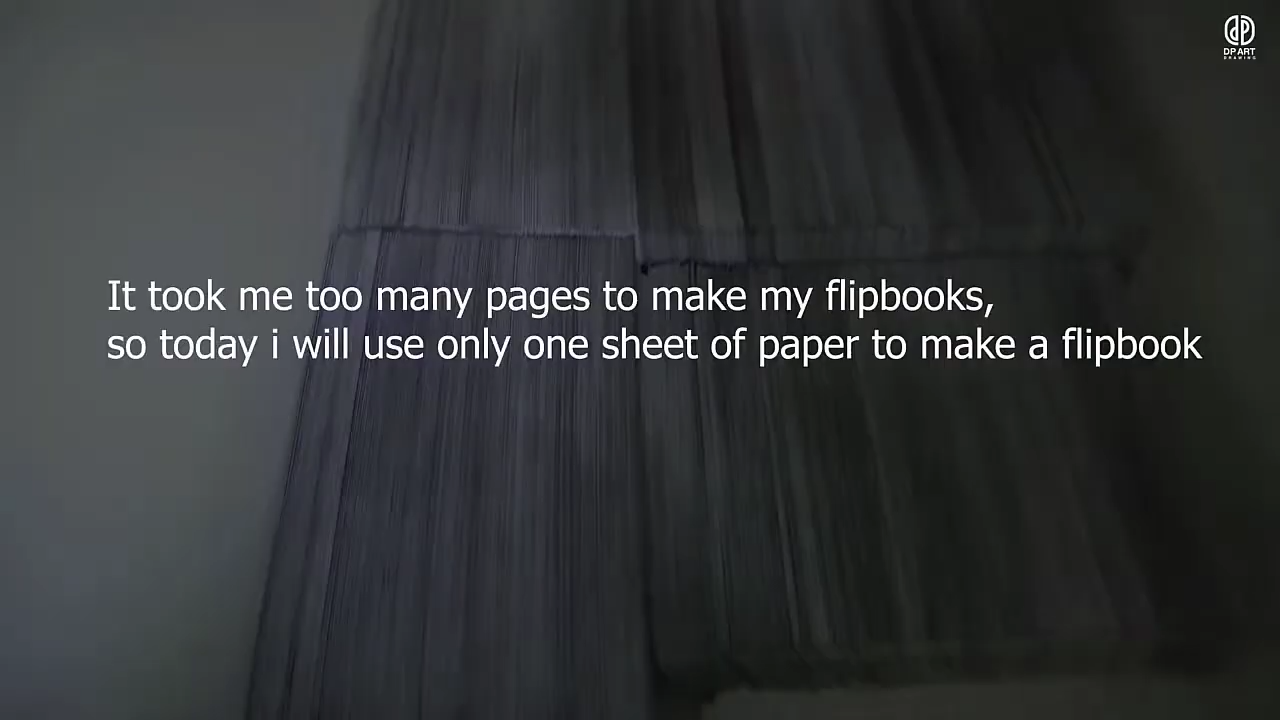 DP ART
DRAWING
It took me too many pages to make my flipbooks,
so today i will use only one sheet of paper to make a flipbook